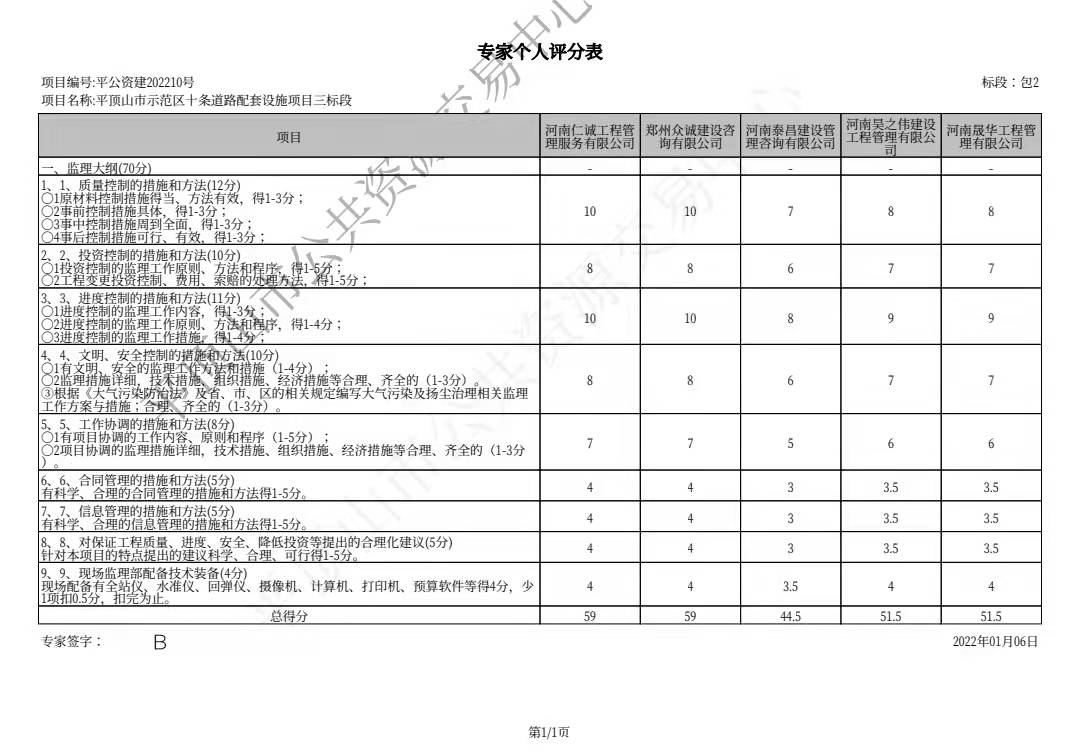 专家个人评分表
项目编号:平公资建202210号 标段：包2
项目名称:平顶山市示范区十条道路配套设施项目三标段
项目 河南仁诚工程管理服务有限公司 郑州众诚建设咨询有限公司 河南泰昌建设管理咨询有限公司 河南昊之伟建设工程管理有限公司 河南晟华工程管理有限公司
一、监理大纲(70分) - - - - -
1、1、质量控制的措施和方法(12分)
○1原材料控制措施得当、方法有效，得1-3分；
○2事前控制措施具体，得1-3分；
○3事中控制措施周到全面，得1-3分；
○4事后控制措施可行、有效，得1-3分；
10 10 7 8 8
2、2、投资控制的措施和方法(10分)
○1投资控制的监理工作原则、方法和程序，得1-5分；
○2工程变更投资控制、费用、索赔的处理方法，得1-5分；
8 8 6 7 7
3、3、进度控制的措施和方法(11分)
○1进度控制的监理工作内容，得1-3分；
○2进度控制的监理工作原则、方法和程序，得1-4分；
○3进度控制的监理工作措施。得1-4分；
10 10 8 9 9
4、4、文明、安全控制的措施和方法(10分)
○1有文明、安全的监理工作方法和措施（1-4分）；
○2监理措施详细，技术措施、组织措施、经济措施等合理、齐全的（1-3分）。
③根据《大气污染防治法》及省、市、区的相关规定编写大气污染及扬尘治理相关监理
工作方案与措施；合理、齐全的（1-3分）。
8 8 6 7 7
5、5、工作协调的措施和方法(8分)
○1有项目协调的工作内容、原则和程序（1-5分）；
○2项目协调的监理措施详细，技术措施、组织措施、经济措施等合理、齐全的（1-3分
）。
7 7 5 6 6
6、6、合同管理的措施和方法(5分)
有科学、合理的合同管理的措施和方法得1-5分。
4 4 3 3.5 3.5
7、7、信息管理的措施和方法(5分)
有科学、合理的信息管理的措施和方法得1-5分。
4 4 3 3.5 3.5
8、8、对保证工程质量、进度、安全、降低投资等提出的合理化建议(5分)
针对本项目的特点提出的建议科学、合理、可行得1-5分。
4 4 3 3.5 3.5
9、9、现场监理部配备技术装备(4分)
现场配备有全站仪、水准仪、回弹仪、摄像机、计算机、打印机、预算软件等得4分，少
1项扣0.5分，扣完为止。
4 4 3.5 4 4
总得分 59 59 44.5 51.5 51.5
专家签字： B 2022年01月06日
第1/1页
平顶山市公共资源交易中心
平顶山市公共资源交易中心